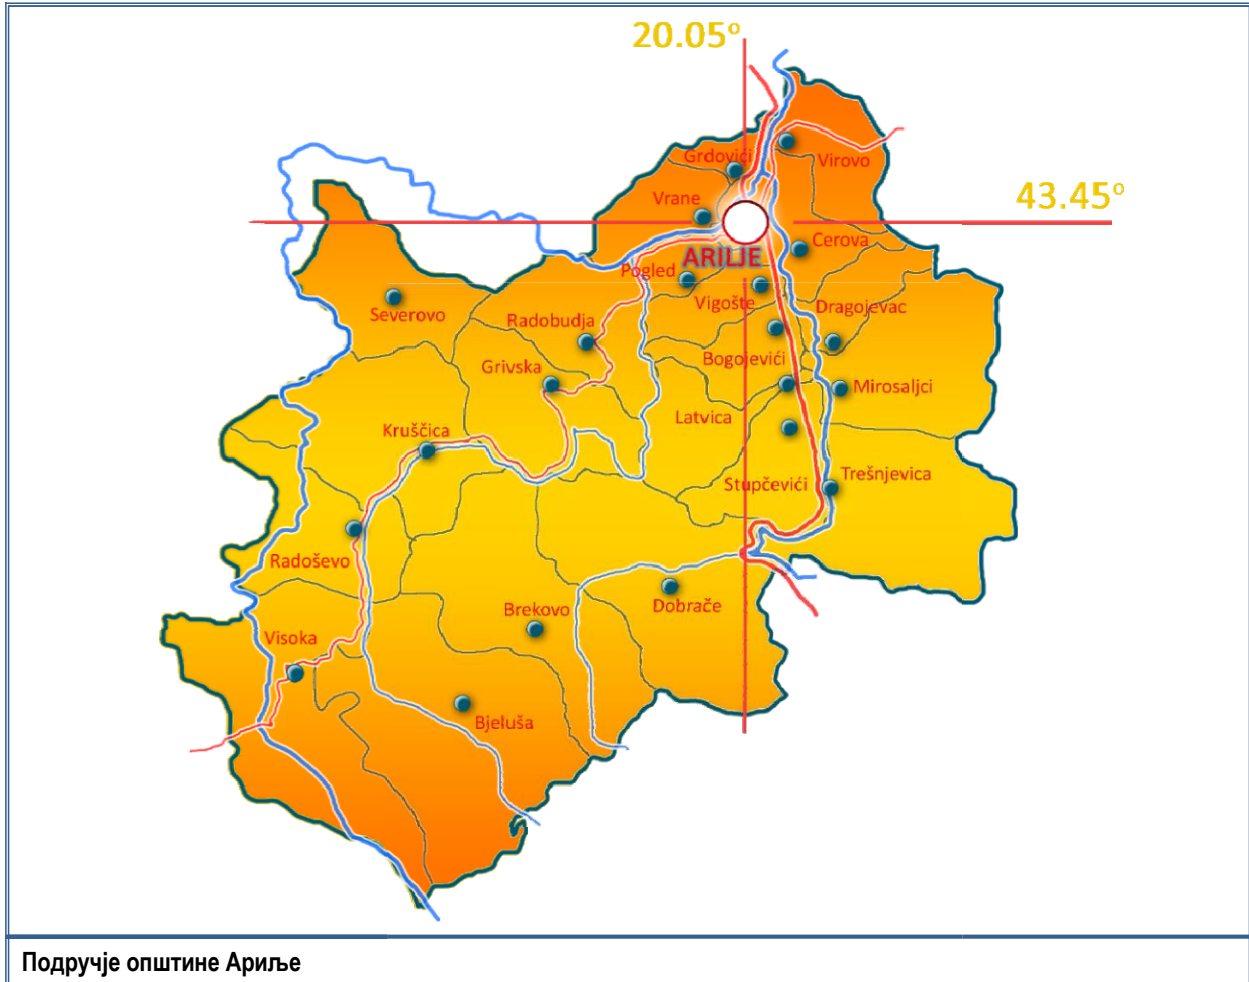 20.05°
Grdovići
Virovo
43.45°
Vrane
Cerova
ARILJE
Pogled
Vigošte
Dragojevac
Severovo
Radobudja
Bogojevići
Grivska
Mirosaljci
Latvica
Kruščica
Stupčevići
Trešnjevica
Radoševo
Dobrače
Brekovo
Visoka
Bjeluša
Подручје општине Ариље